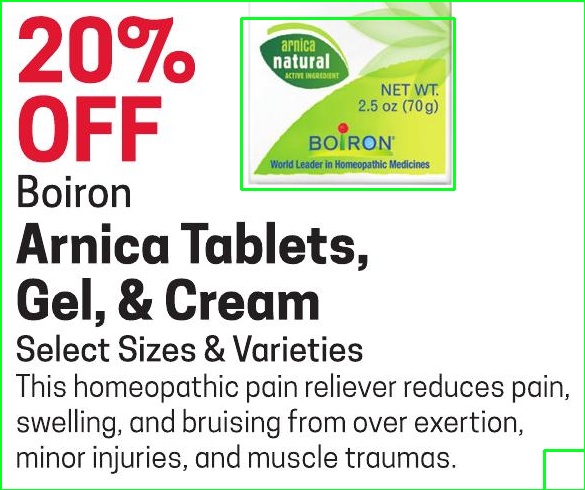 20%
OFF
arnica
natural
ACTIVE INGREDIENT
NET WT.
2.5 oz (70g)
BOIRON®
World Leader in Homeopathic Medicines
Boiron
Arnica Tablets,
Gel, & Cream
Select Sizes & Varieties
This homeopathic pain reliever reduces pain,
swelling, and bruising from over exertion,
minor injuries, and muscle traumas.